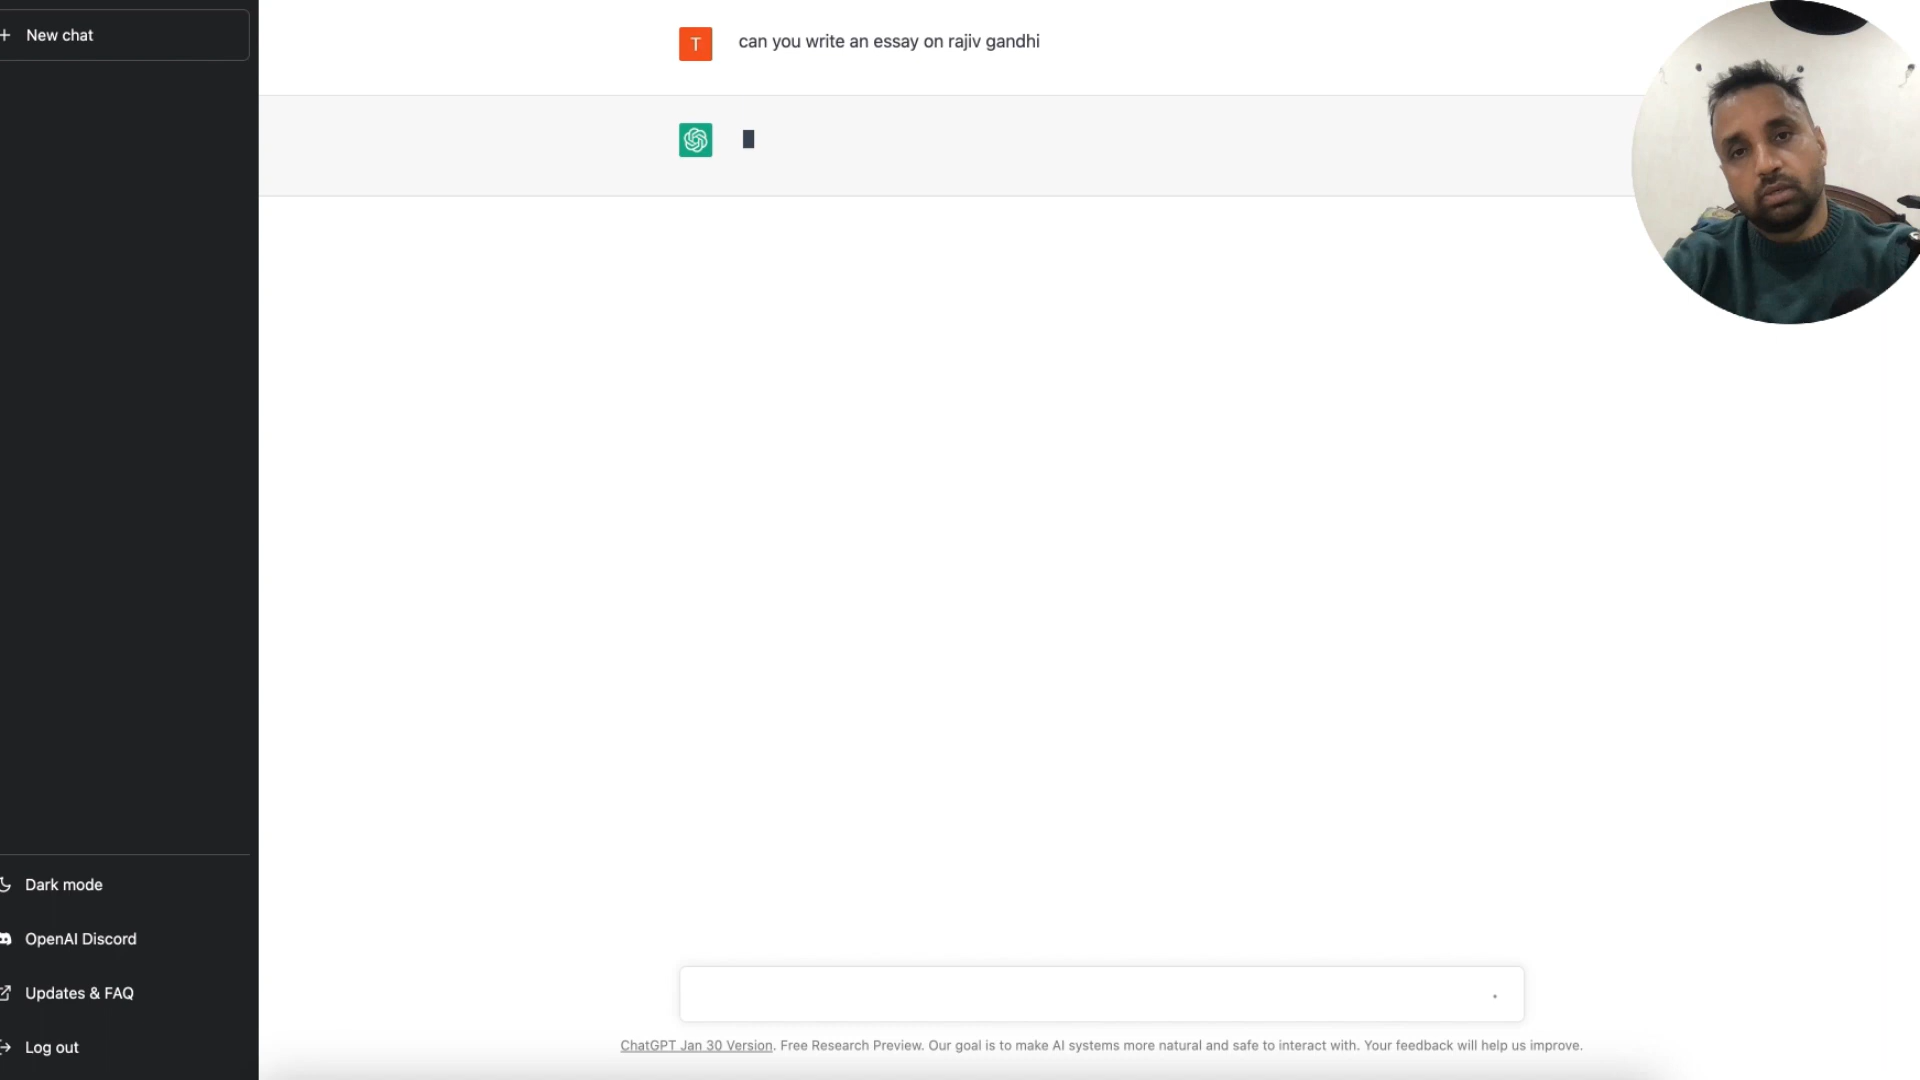 New chat
T
can you write an essay on rajiv gandhi
Dark mode
OpenAI Discord
Updates & FAQ
Log out
ChatGPT Jan 30 Version. Free Research Preview. Our goal is to make AI systems more natural and safe to interact with. Your feedback will help us improve.